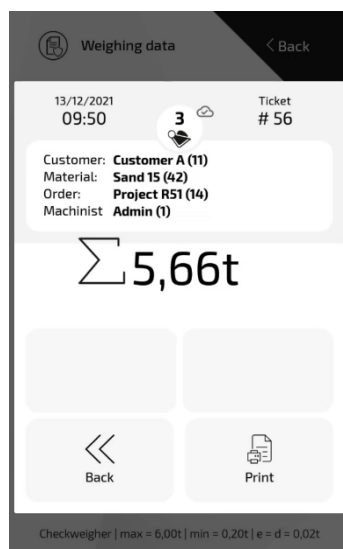 Weighing data
Back
13/12/2021
09:50
3
Ticket
# 56
Customer: Customer A (11)
Material: Sand 15 (42)
Order: Project R51 (14)
Machinist Admin (1)
∑5,66t
Back
Print
Checkweigher | max = 6,00t | min = 0,20t | e = d = 0,02t